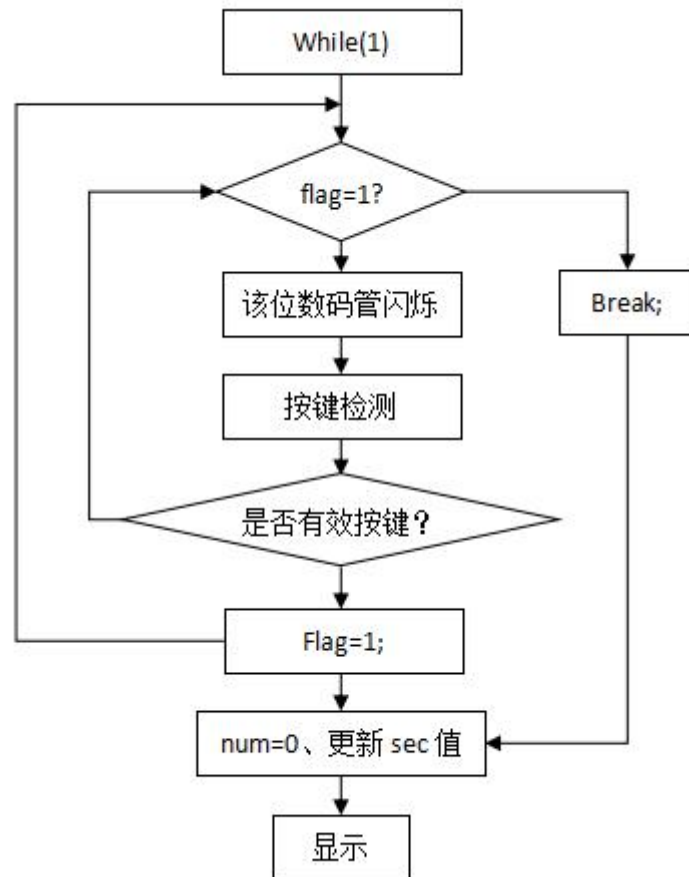 While(1)
flag=1?
该位数码管闪烁
Break;
按键检测
是否有效按键？
Flag=1;
num=0、更新 sec 值
显示